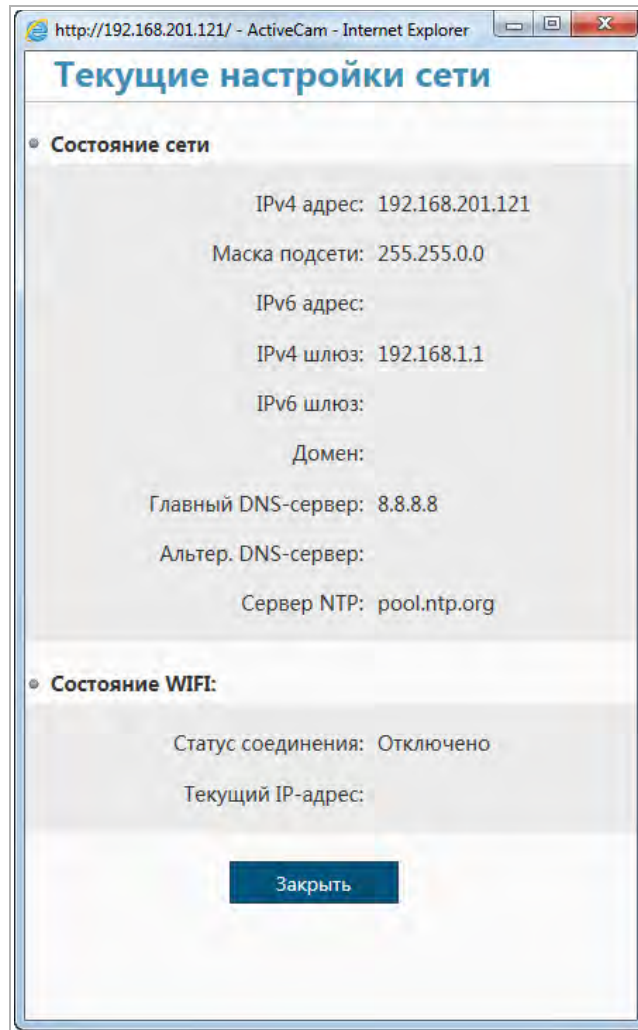 http://192.168.201.121/ - ActiveCam - Internet Explorer
Текущие настройки сети
Состояние сети
IPv4 адрес: 192.168.201.121
Маска подсети: 255.255.0.0
IPv6 адрес:
IPv4 шлюз: 192.168.1.1
IPv6 шлюз:
Домен:
Главный DNS-сервер: 8.8.8.8
Альтер. DNS-сервер:
Сервер NTP: pool.ntp.org
Состояние WIFI:
Статус соединения: Отключено
Текущий IP-адрес:
Закрыть